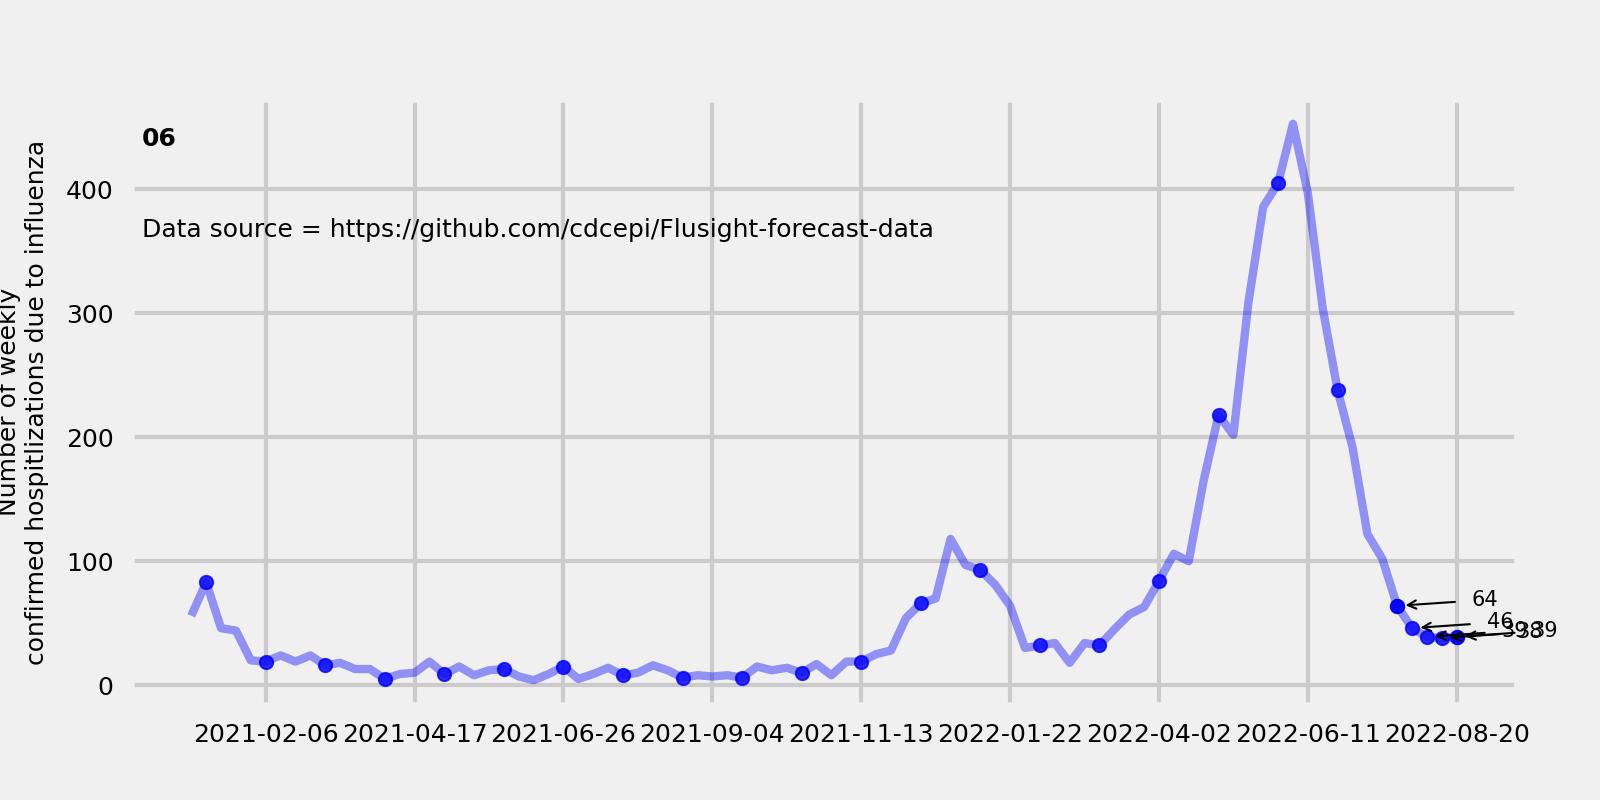 06
Data source = https://github.com/cdcepi/Flusight-forecast-data
Number of weekly
confirmed hospitlizations due to influenza
400
300
200
100
0
64
46
39
38
39
2021-02-06 2021-04-17 2021-06-26 2021-09-04 2021-11-13 2022-01-22 2022-04-02 2022-06-11 2022-08-20